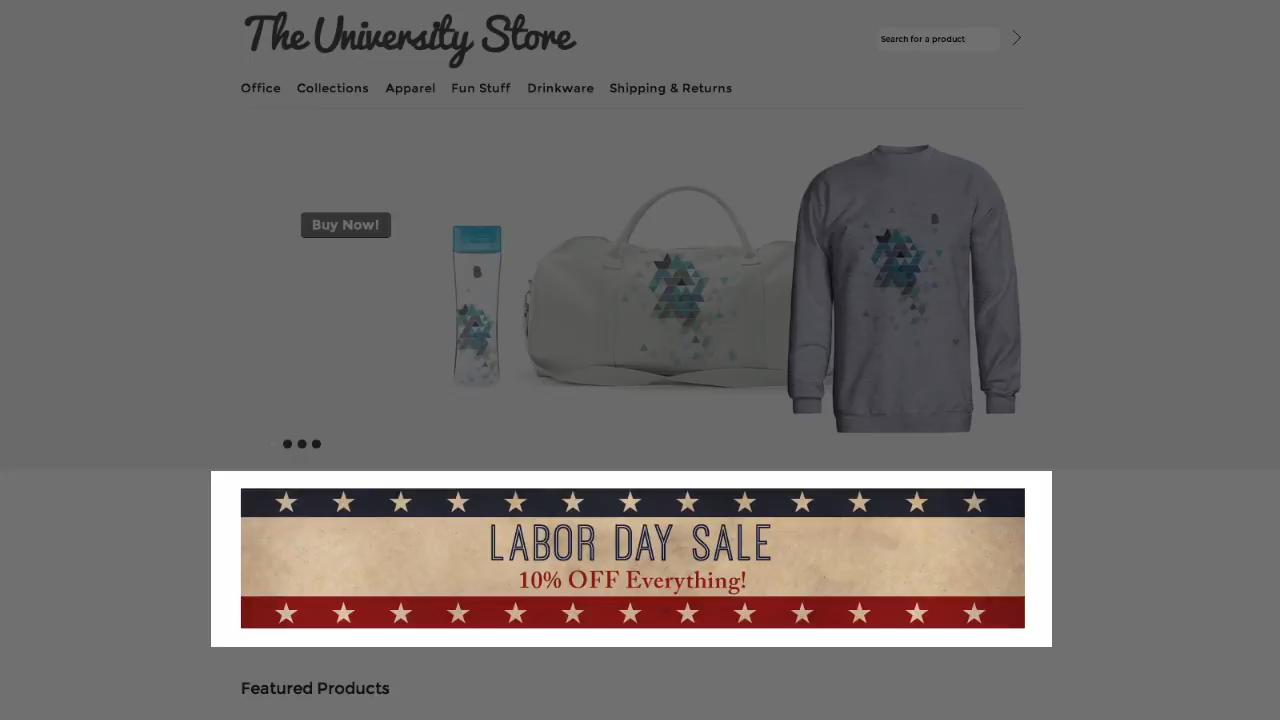 The University Store
Search for a product
Office Collections Apparel Fun Stuff Drinkware Shipping & Returns
Buy Now!
LABOR DAY SALE
10% OFF Everything!
Featured Products